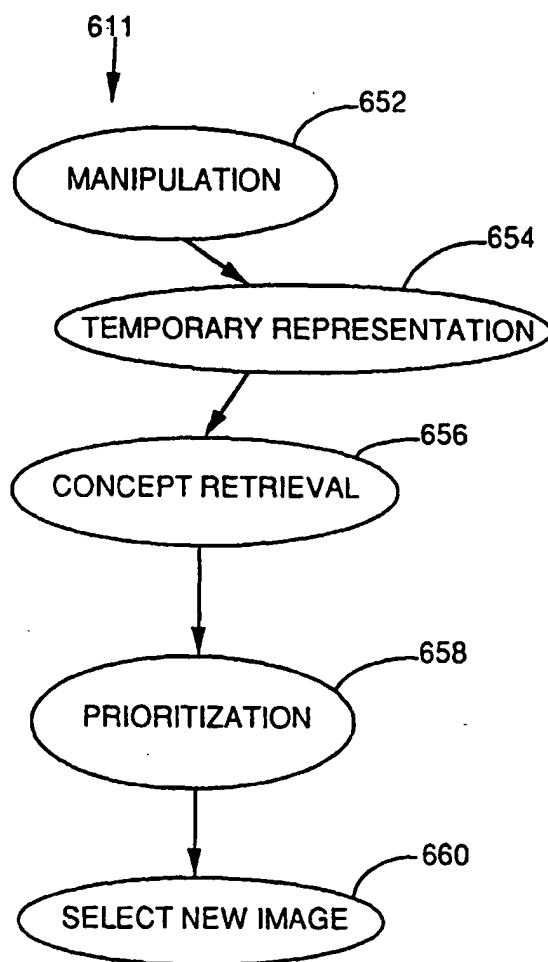 611
652
MANIPULATION
654
TEMPORARY REPRESENTATION
656
CONCEPT RETRIEVAL
658
PRIORITIZATION
660
SELECT NEW IMAGE